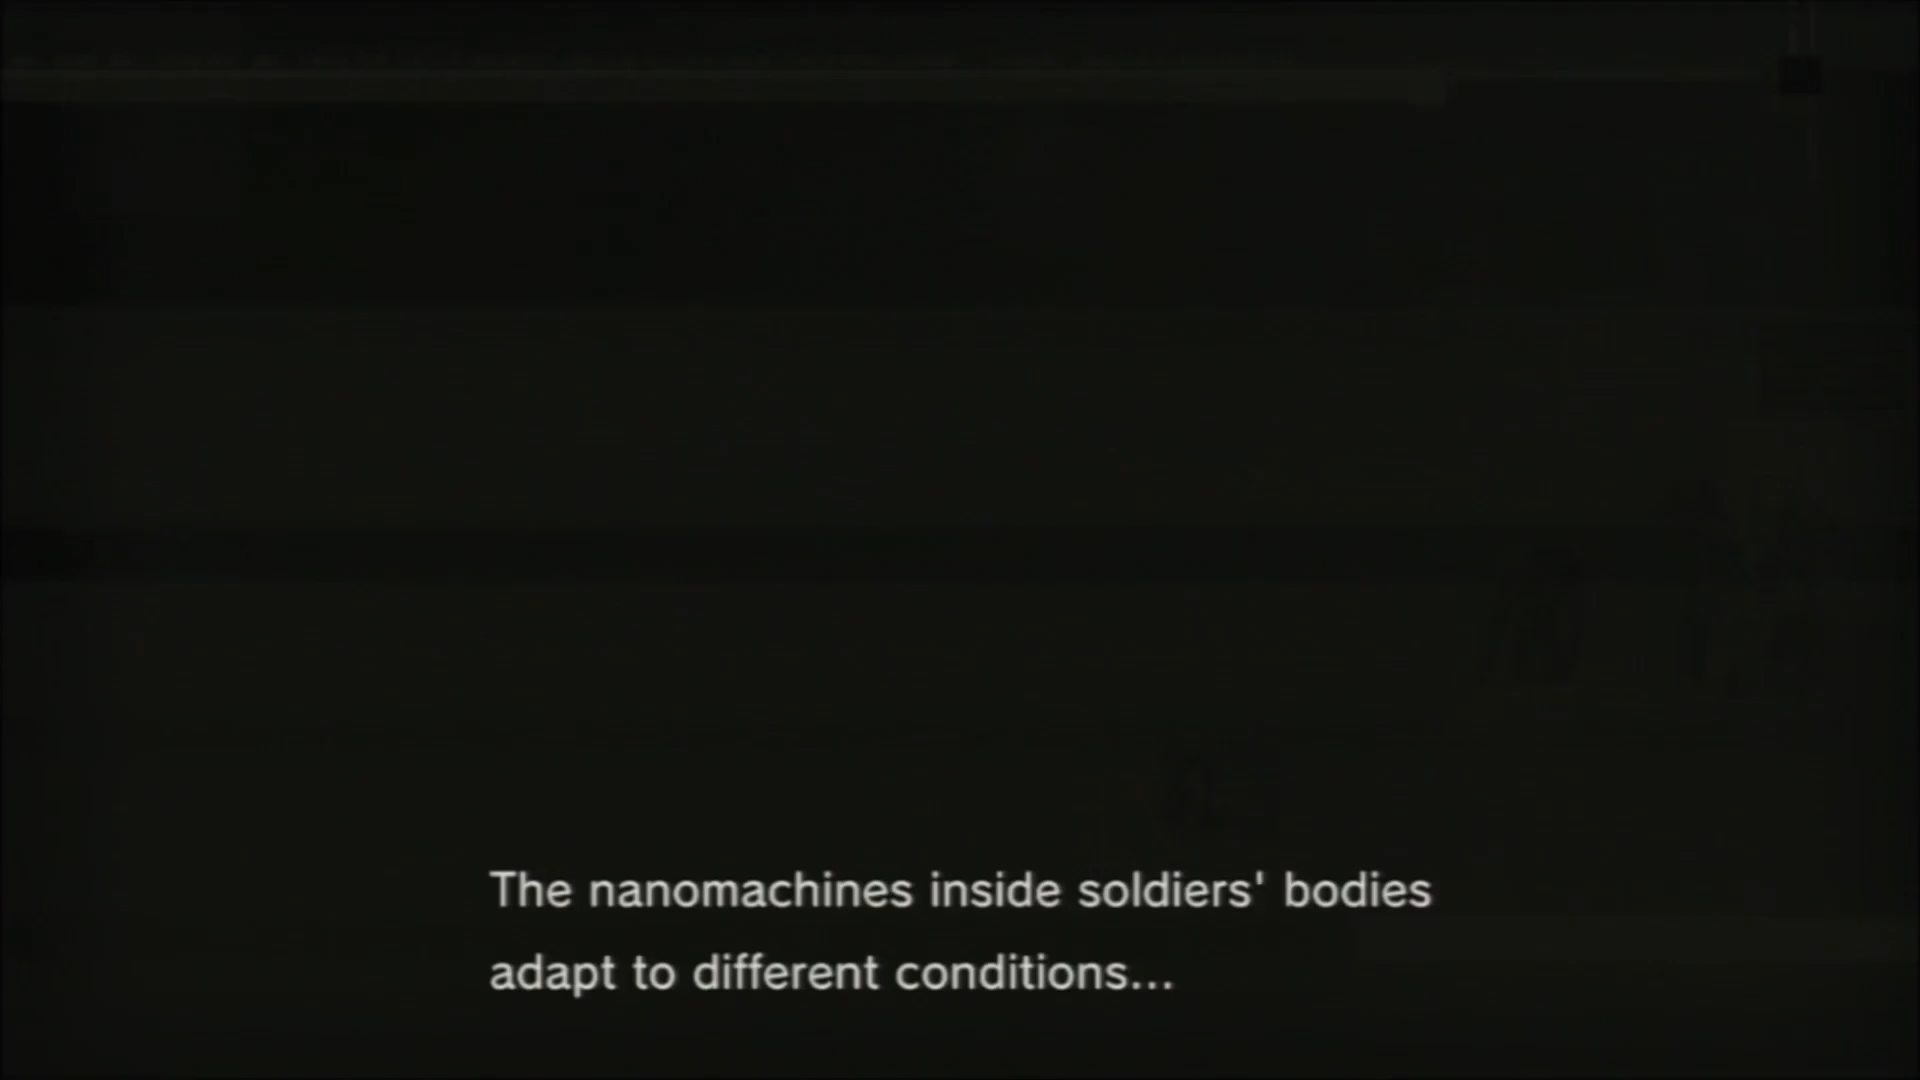 The nanomachines inside soldiers' bodies
adapt to different conditions...